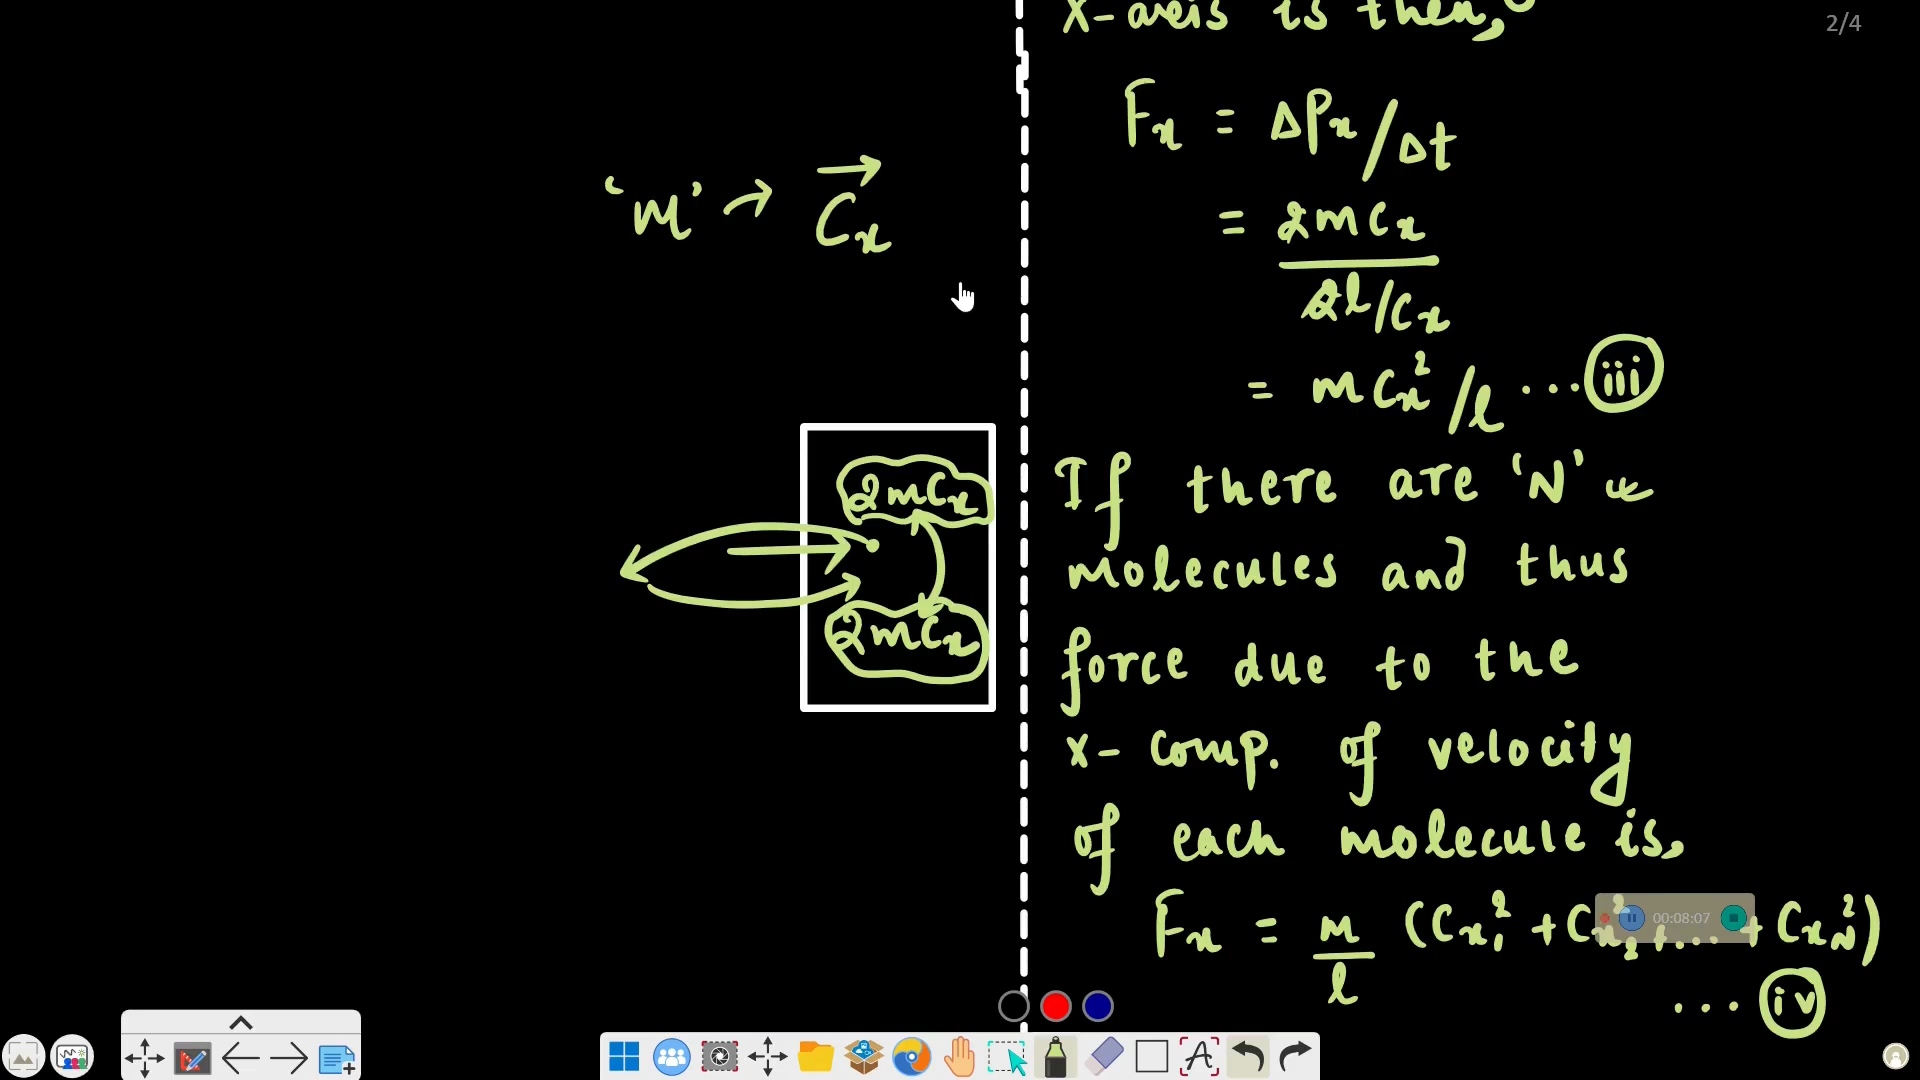 'm' → Cx
2mCx
2mCx
x-axis is then,
2/4
Fx = ΔPx/Δt
= 2mCx
2l/Cx
= mCx²/l ... iii
If there are 'N'
molecules and thus
force due to the
x- comp. of velocity
of each molecule is,
Fx = m/l (Cx₁² + Cx₂² + ... + CxN²)
... iv
00:08:07